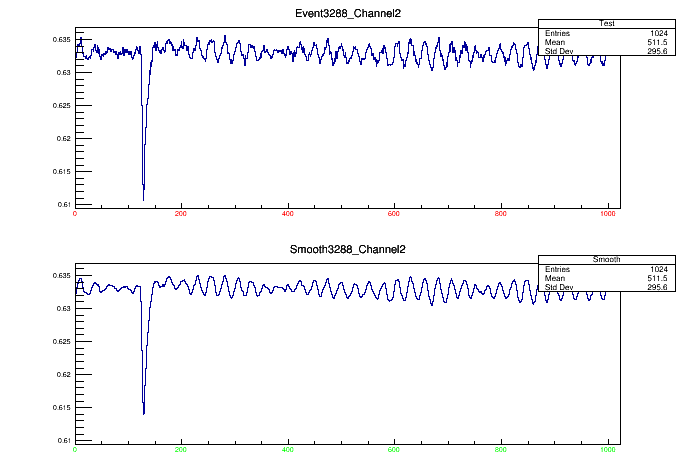 Event3288_Channel2
Test
Entries 1024
Mean 511.5
Std Dev 295.6
0.635
0.63
0.625
0.62
0.615
0.61
0 200 400 600 800 1000
Smooth3288_Channel2
Smooth
Entries 1024
Mean 511.5
Std Dev 295.6
0.635
0.63
0.625
0.62
0.615
0.61
0 200 400 600 800 1000